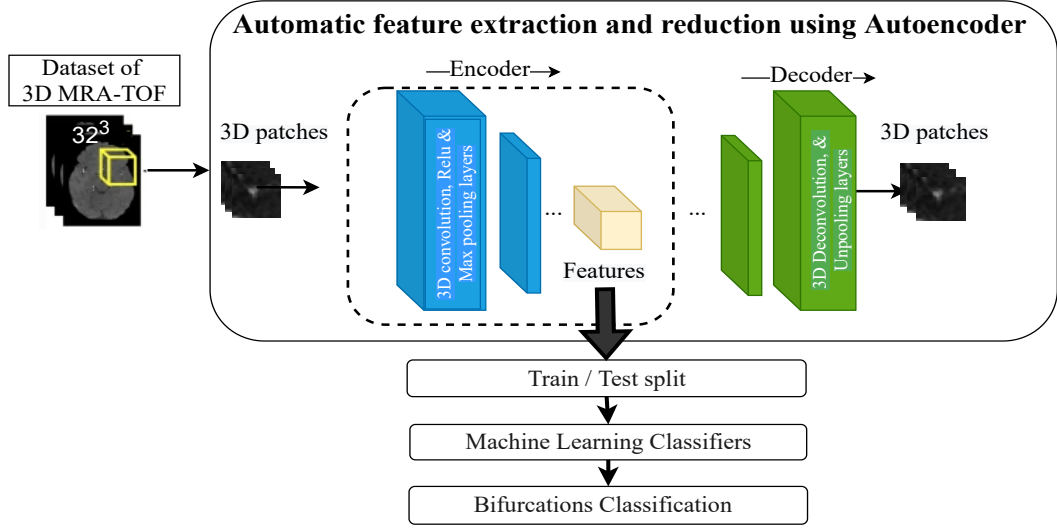 Automatic feature extraction and reduction using Autoencoder
Dataset of
3D MRA-TOF
32³
3D patches
Encoder
3D convolution, Relu &
Max pooling layers
...
Features
...
Decoder
3D Deconvolution, &
Unpooling layers
3D patches
Train / Test split
Machine Learning Classifiers
Bifurcations Classification